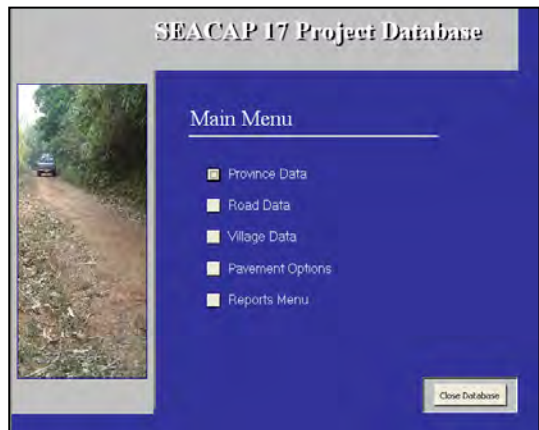 SEACAP 17 Project Database
Main Menu
Province Data
Road Data
Village Data
Pavement Options
Reports Menu
Close Database